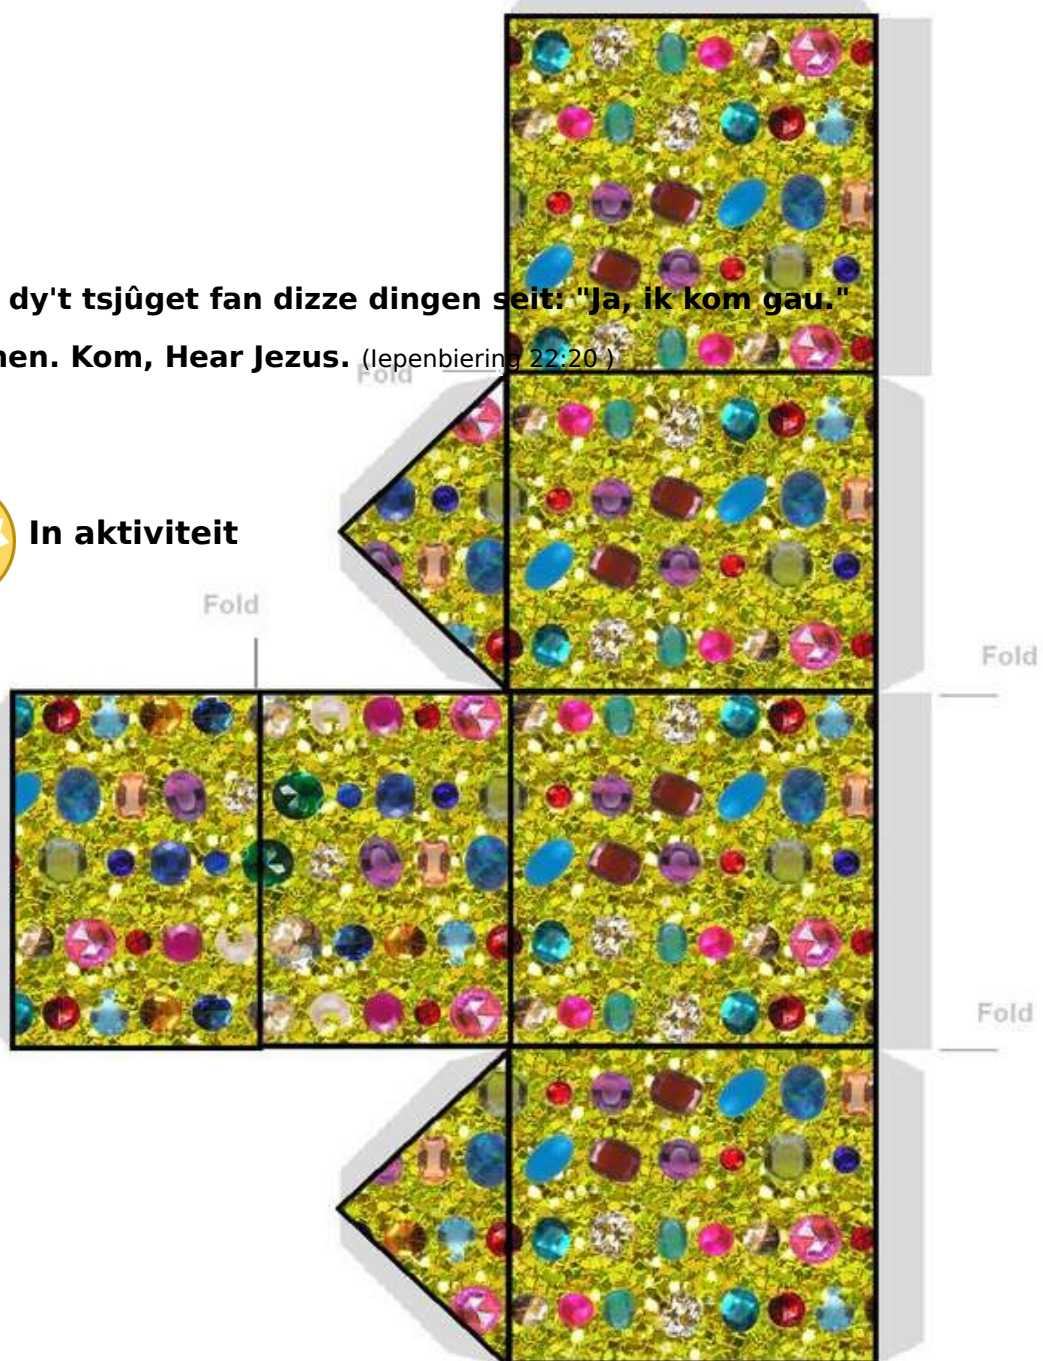 dy't tsjûget fan dizze dingen seit: "Ja, ik kom gau."
Kom, Hear Jezus. (Iepenbiering 22:20 )
Fold
In aktiviteit
Fold
Fold
Fold